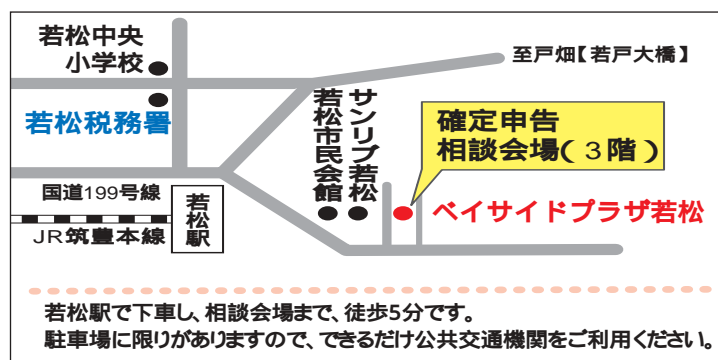 若松中央
小学校
至戸畑【若戸大橋】
若松税務署
若松市民会館
サンリブ若松
確定申告
相談会場(３階)
ベイサイドプラザ若松
国道199号線
若松駅
JR筑豊本線
若松駅で下車し、相談会場まで、徒歩5分です。
駐車場に限りがありますので、できるだけ公共交通機関をご利用ください。